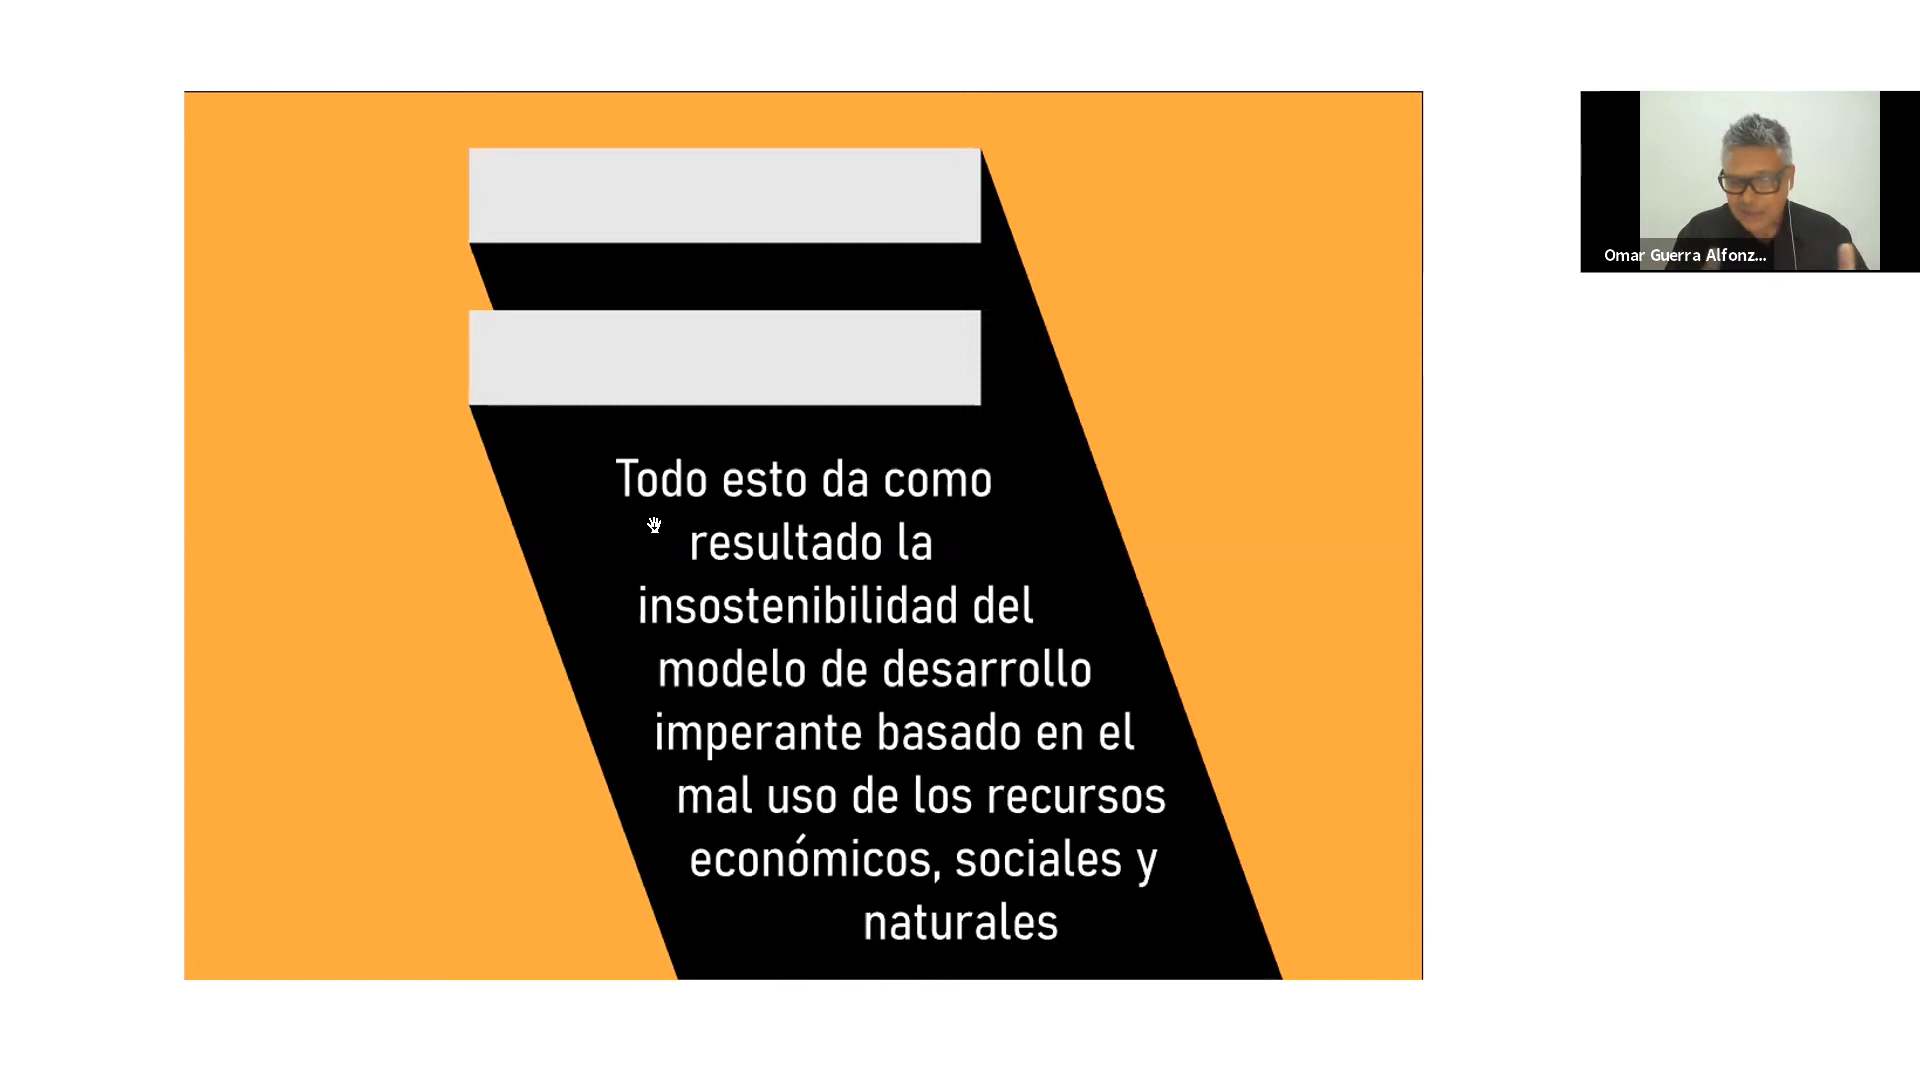 Todo esto da como
resultado la
insostenibilidad del
modelo de desarrollo
imperante basado en el
mal uso de los recursos
económicos, sociales y
naturales
Omar Guerra Alfonz...